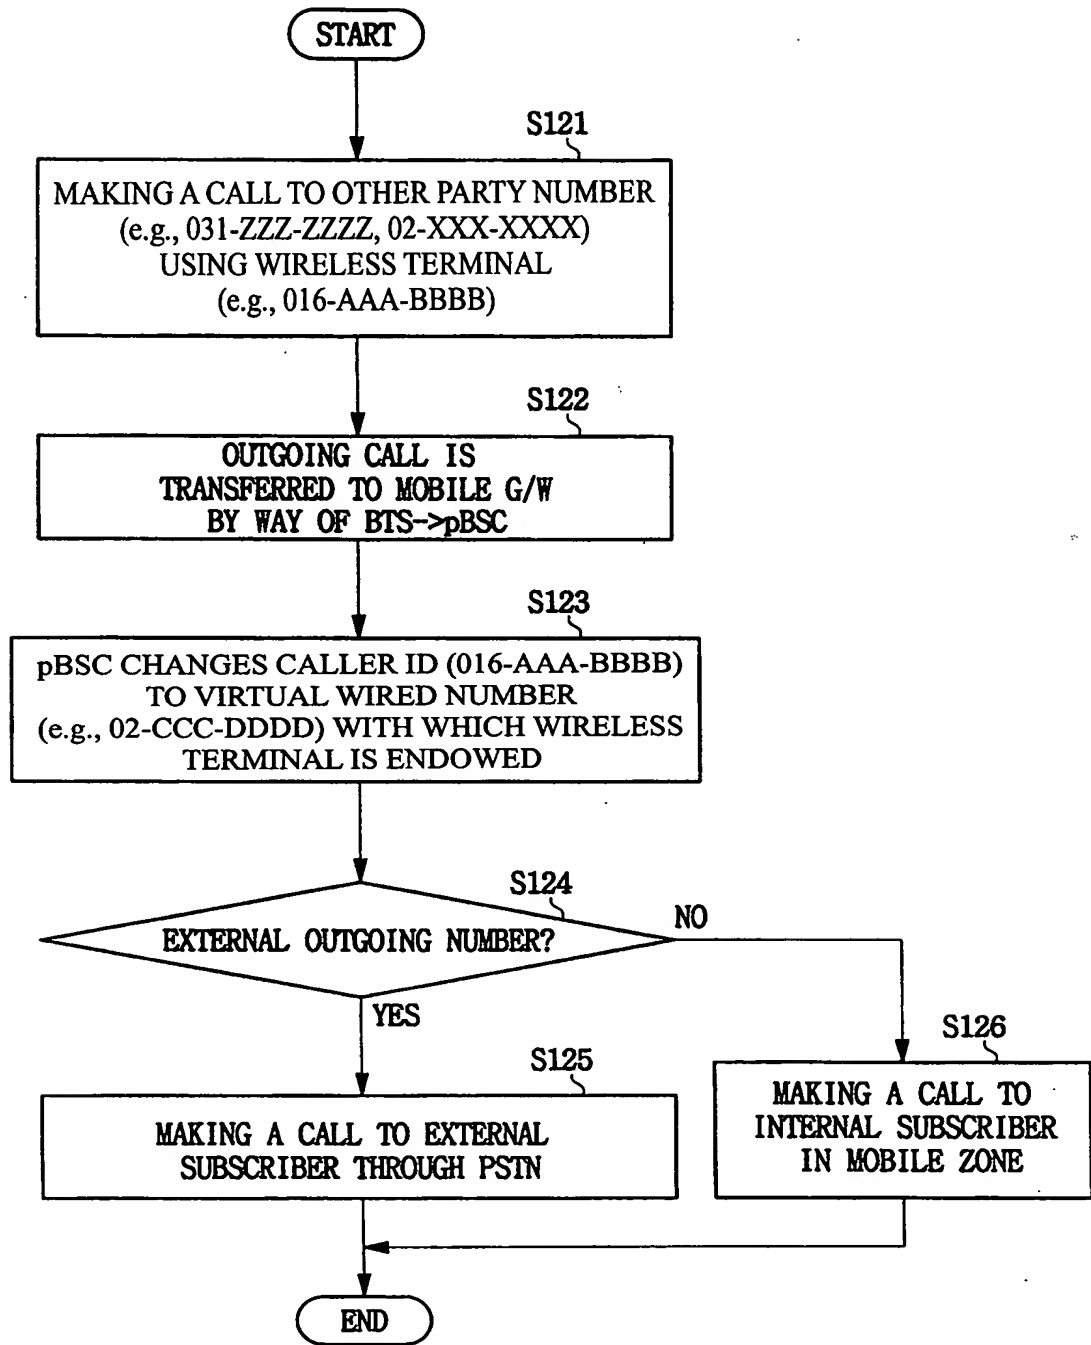 START
S121
MAKING A CALL TO OTHER PARTY NUMBER
(e.g., 031-ZZZ-ZZZZ, 02-XXX-XXXX)
USING WIRELESS TERMINAL
(e.g., 016-AAA-BBBB)
S122
OUTGOING CALL IS
TRANSFERRED TO MOBILE G/W
BY WAY OF BTS->pBSC
S123
pBSC CHANGES CALLER ID (016-AAA-BBBB)
TO VIRTUAL WIRED NUMBER
(e.g., 02-CCC-DDDD) WITH WHICH WIRELESS
TERMINAL IS ENDOWED
S124
EXTERNAL OUTGOING NUMBER?
NO
YES
S125
MAKING A CALL TO EXTERNAL
SUBSCRIBER THROUGH PSTN
S126
MAKING A CALL TO
INTERNAL SUBSCRIBER
IN MOBILE ZONE
END